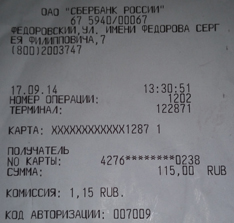 ОАО "СБЕРБАНК РОССИИ"
67 5940/00067
ФЕДОРОВСКИЙ,УЛ. ИМЕНИ ФЕДОРОВА СЕРГ
ЕЯ ФИЛИППОВИЧА,7
(800)2003747
17.09.14 13:30:51
НОМЕР ОПЕРАЦИИ: 1202
ТЕРМИНАЛ: 122871
КАРТА: XXXXXXXXXXXX1287 1
ПОЛУЧАТЕЛЬ
NO КАРТЫ: 4276********0238
СУММА: 115,00 RUB
КОМИССИЯ: 1,15 RUB.
КОД АВТОРИЗАЦИИ: 007009